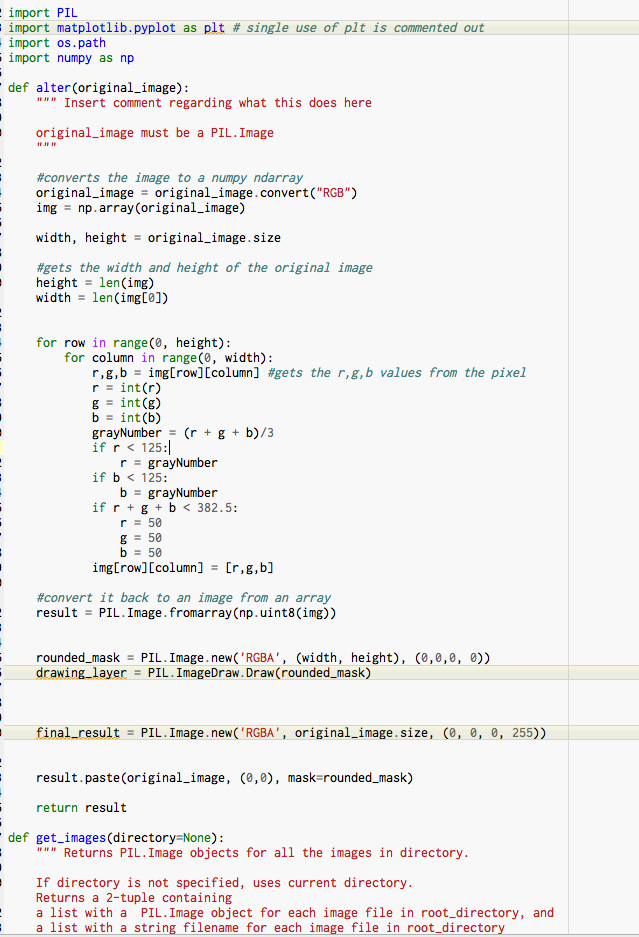 import PIL
import matplotlib.pyplot as plt # single use of plt is commented out
import os.path
import numpy as np
def alter(original_image):
    """ Insert comment regarding what this does here
    original_image must be a PIL.Image
    """
    #converts the image to a numpy ndarray
    original_image = original_image.convert("RGB")
    img = np.array(original_image)
    width, height = original_image.size
    #gets the width and height of the original image
    height = len(img)
    width = len(img[0])
    for row in range(0, height):
        for column in range(0, width):
            r,g,b = img[row][column] #gets the r,g,b values from the pixel
            r = int(r)
            g = int(g)
            b = int(b)
            grayNumber = (r + g + b)/3
            if r < 125:
                r = grayNumber
            if b < 125:
                b = grayNumber
            if r + g + b < 382.5:
                r = 50
                g = 50
                b = 50
            img[row][column] = [r,g,b]
    #convert it back to an image from an array
    result = PIL.Image.fromarray(np.uint8(img))
    rounded_mask = PIL.Image.new('RGBA', (width, height), (0,0,0, 0))
    drawing_layer = PIL.ImageDraw.Draw(rounded_mask)
    final_result = PIL.Image.new('RGBA', original_image.size, (0, 0, 0, 255))
    result.paste(original_image, (0,0), mask=rounded_mask)
    return result
def get_images(directory=None):
    """ Returns PIL.Image objects for all the images in directory.
    If directory is not specified, uses current directory.
    Returns a 2-tuple containing
    a list with a  PIL.Image object for each image file in root_directory, and
    a list with a string filename for each image file in root_directory